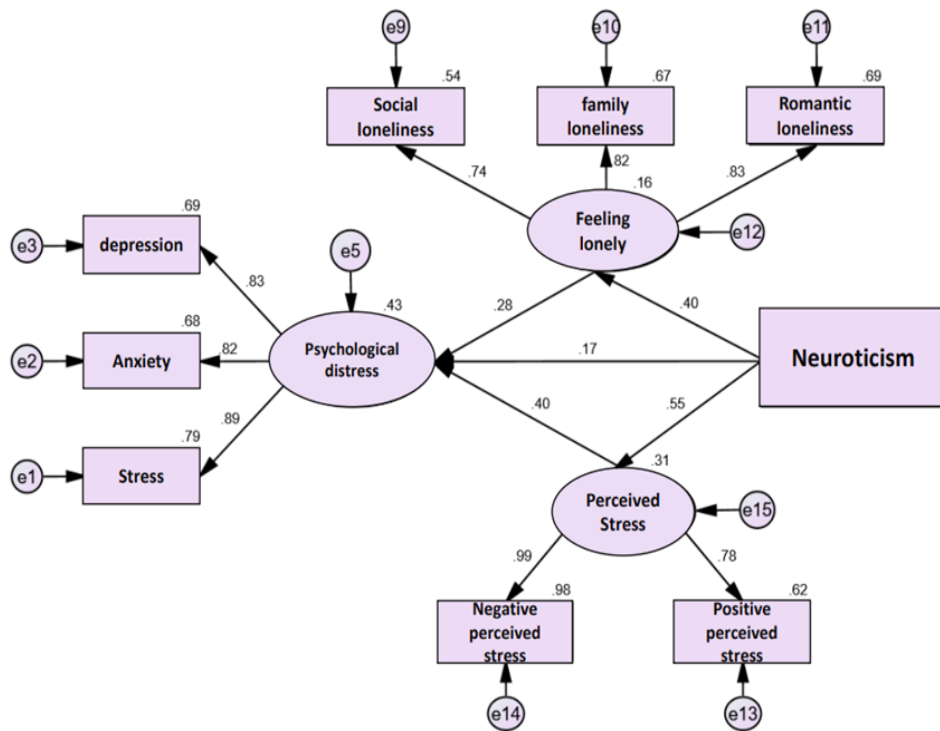 e9
e10
e11
.54
.67
.69
Social
loneliness
family
loneliness
Romantic
loneliness
.74
.82
.83
.16
Feeling
lonely
e12
.69
e3
depression
e5
.83
.43
.28
.40
.68
e2
Anxiety
.82
Psychological
distress
.17
Neuroticism
.89
.40
.55
.79
e1
Stress
.31
Perceived
Stress
e15
.99
.78
.98
.62
Negative
perceived
stress
Positive
perceived
stress
e14
e13